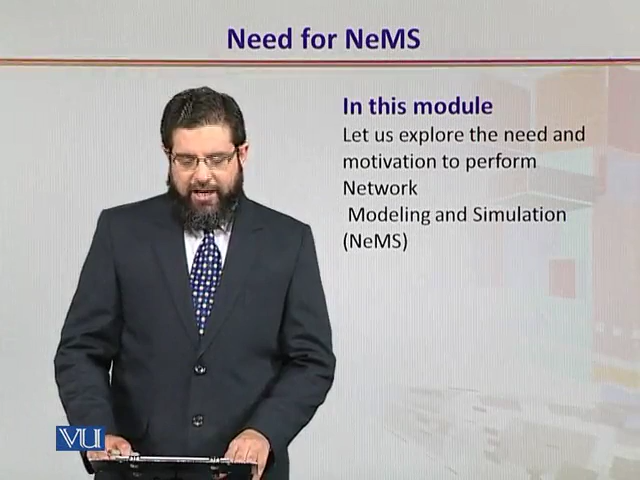 Need for NeMS
In this module
Let us explore the need and
motivation to perform
Network
Modeling and Simulation
(NeMS)
VU